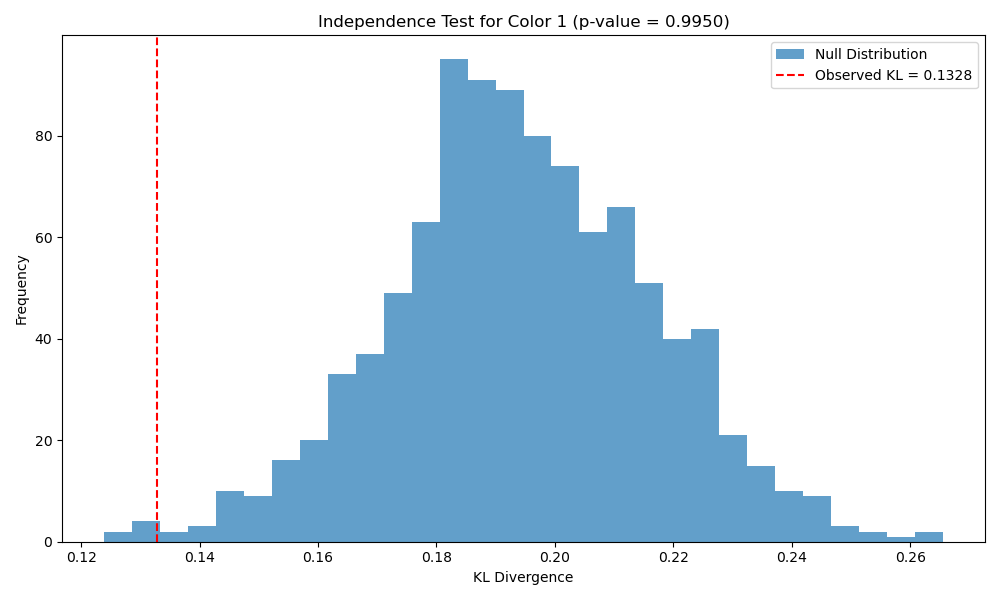 Independence Test for Color 1 (p-value = 0.9950)
Null Distribution
Observed KL = 0.1328
Frequency
80
60
40
20
0
0.12 0.14 0.16 0.18 0.20 0.22 0.24 0.26
KL Divergence